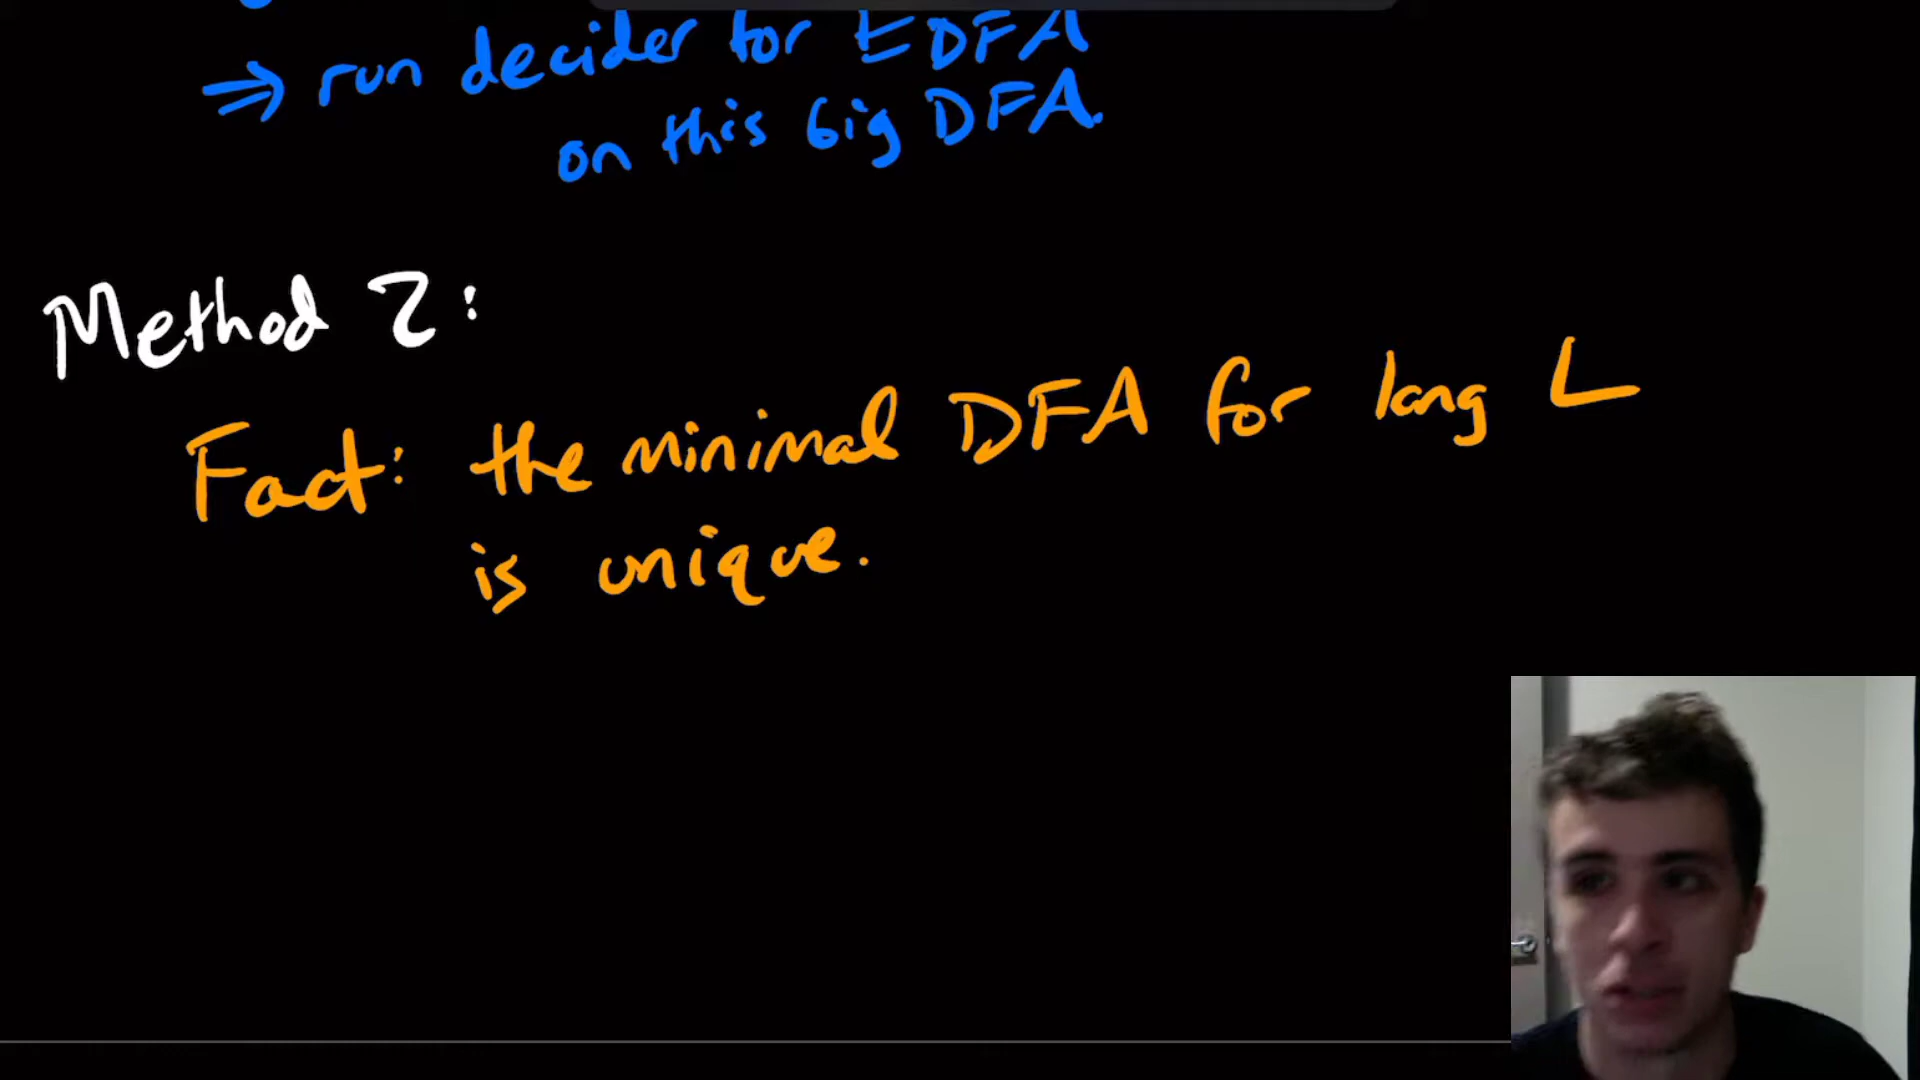 ⇒ run decider for EDFA
on this big DFA.
Method 2:
Fact: the minimal DFA for lang L
is unique.